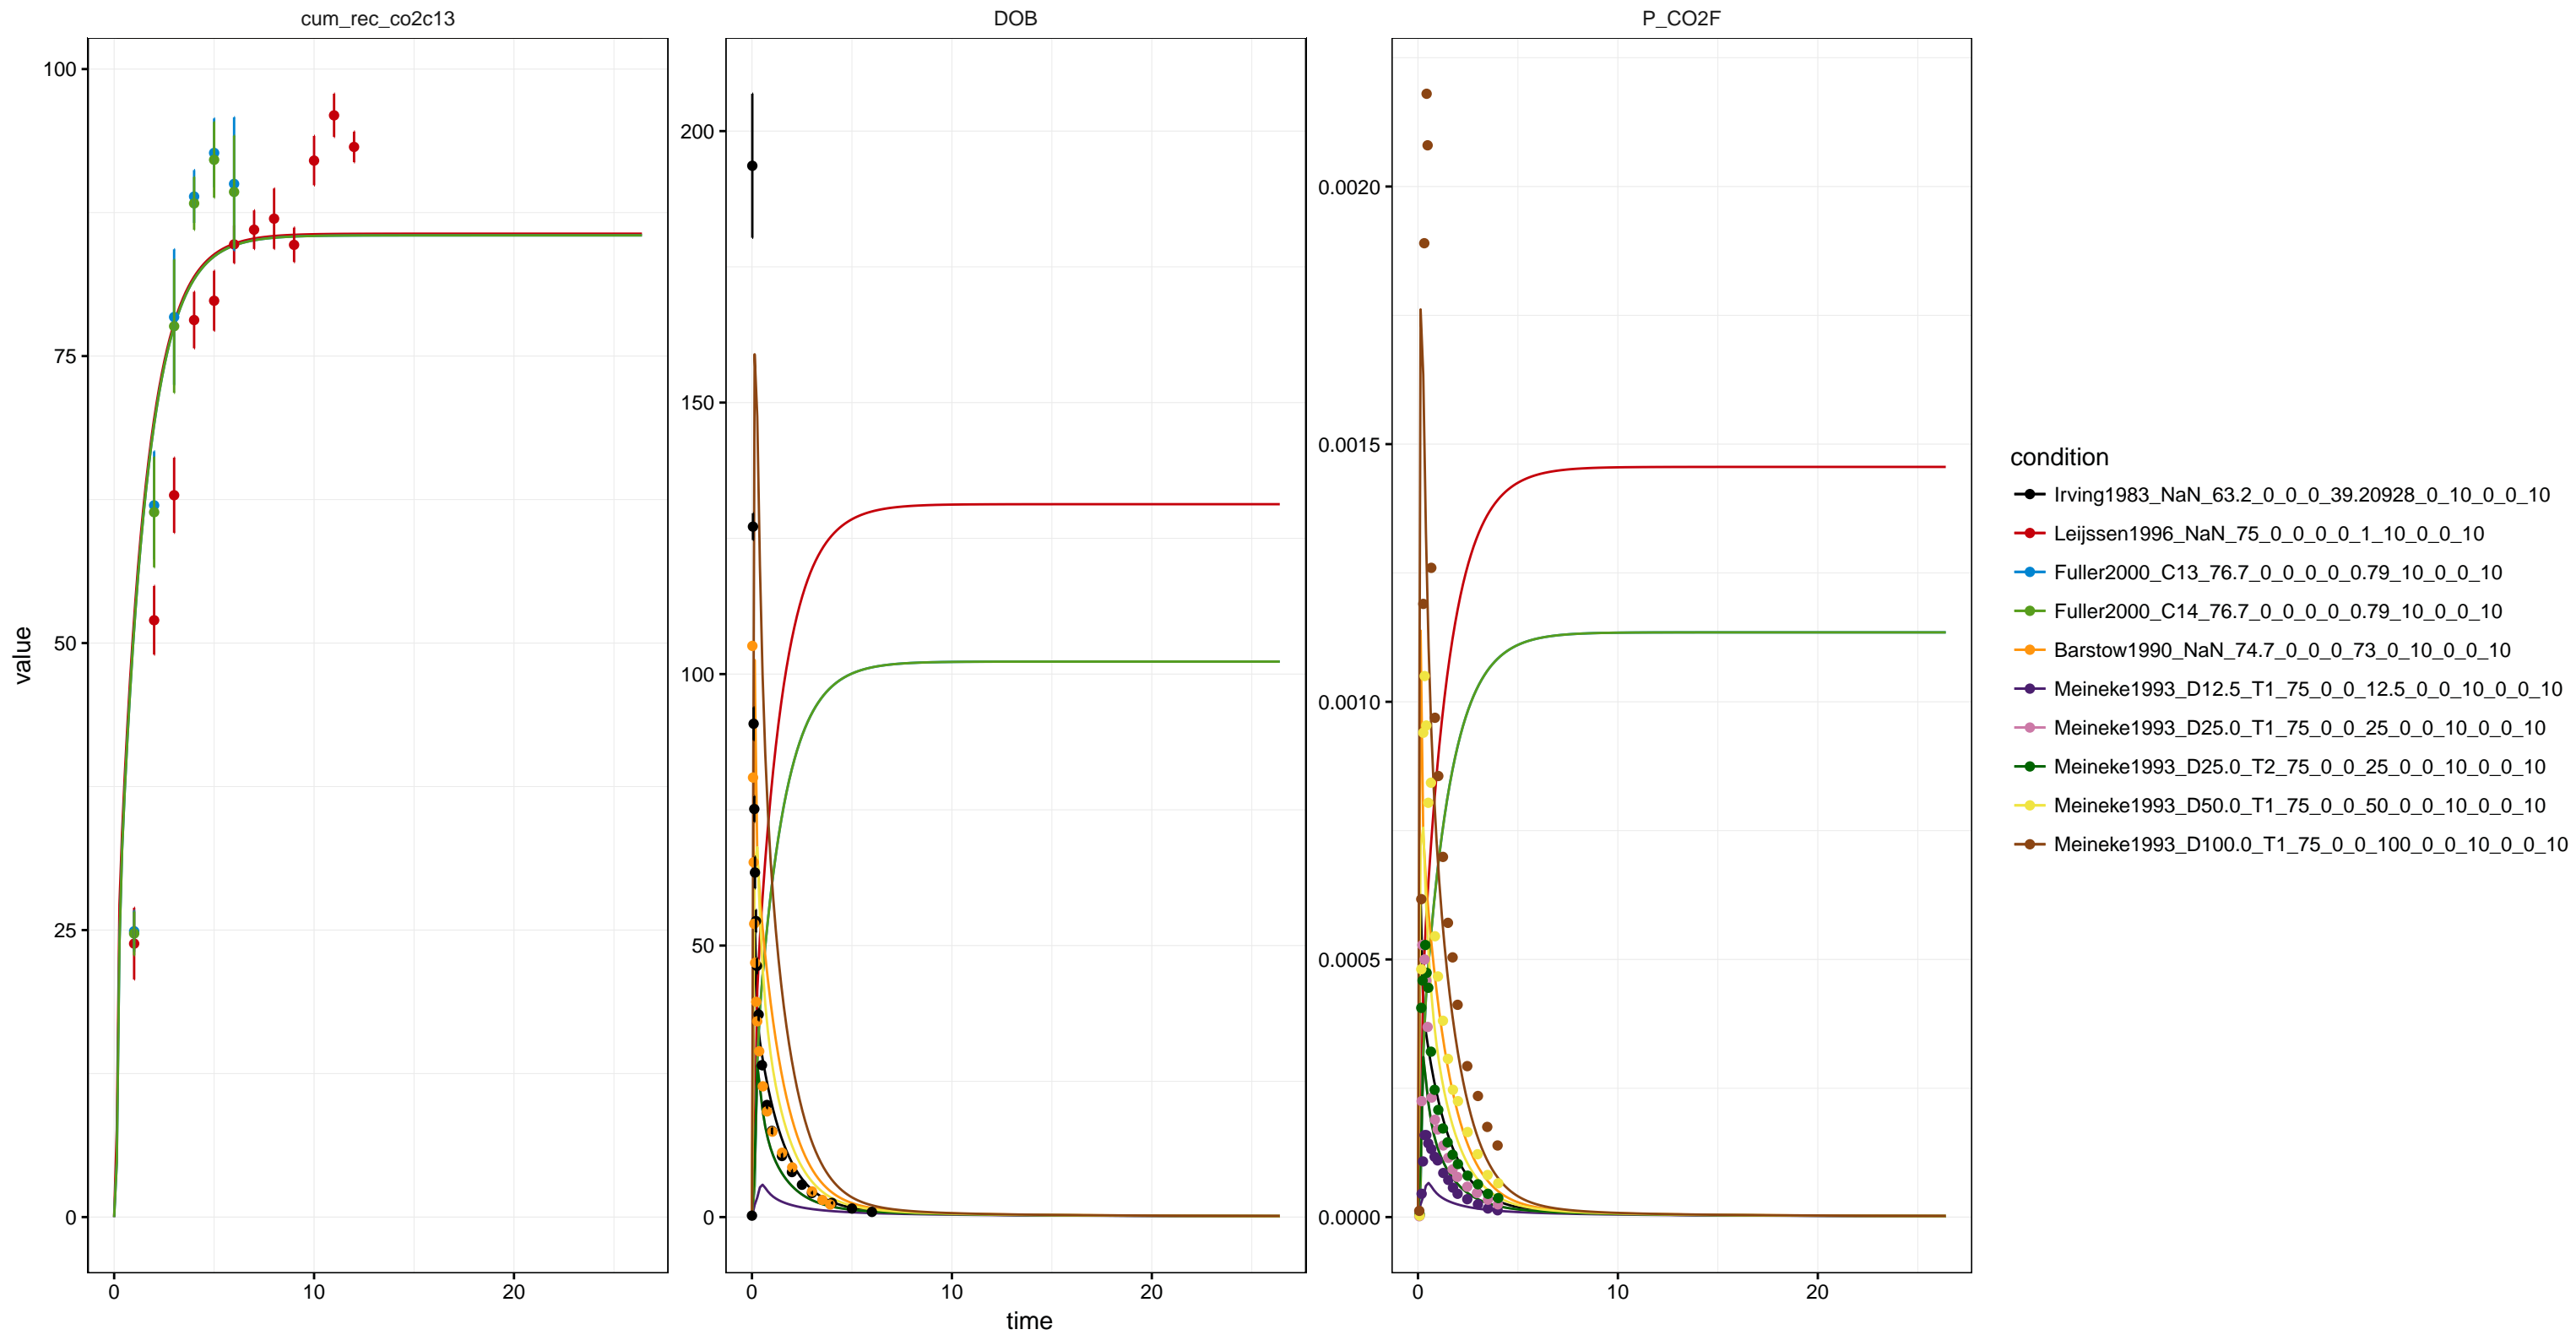 cum_rec_co2c13
DOB
P_CO2F
value
100
75
50
25
0
0
10
20
200
150
100
50
0
0
10
20
time
0.0020
0.0015
0.0010
0.0005
0.0000
0
10
20
condition
Irving1983_NaN_63.2_0_0_0_39.20928_0_10_0_0_10
Leijssen1996_NaN_75_0_0_0_0_1_10_0_0_10
Fuller2000_C13_76.7_0_0_0_0_0.79_10_0_0_10
Fuller2000_C14_76.7_0_0_0_0_0.79_10_0_0_10
Barstow1990_NaN_74.7_0_0_0_73_0_10_0_0_10
Meineke1993_D12.5_T1_75_0_0_12.5_0_0_10_0_0_10
Meineke1993_D25.0_T1_75_0_0_25_0_0_10_0_0_10
Meineke1993_D25.0_T2_75_0_0_25_0_0_10_0_0_10
Meineke1993_D50.0_T1_75_0_0_50_0_0_10_0_0_10
Meineke1993_D100.0_T1_75_0_0_100_0_0_10_0_0_10